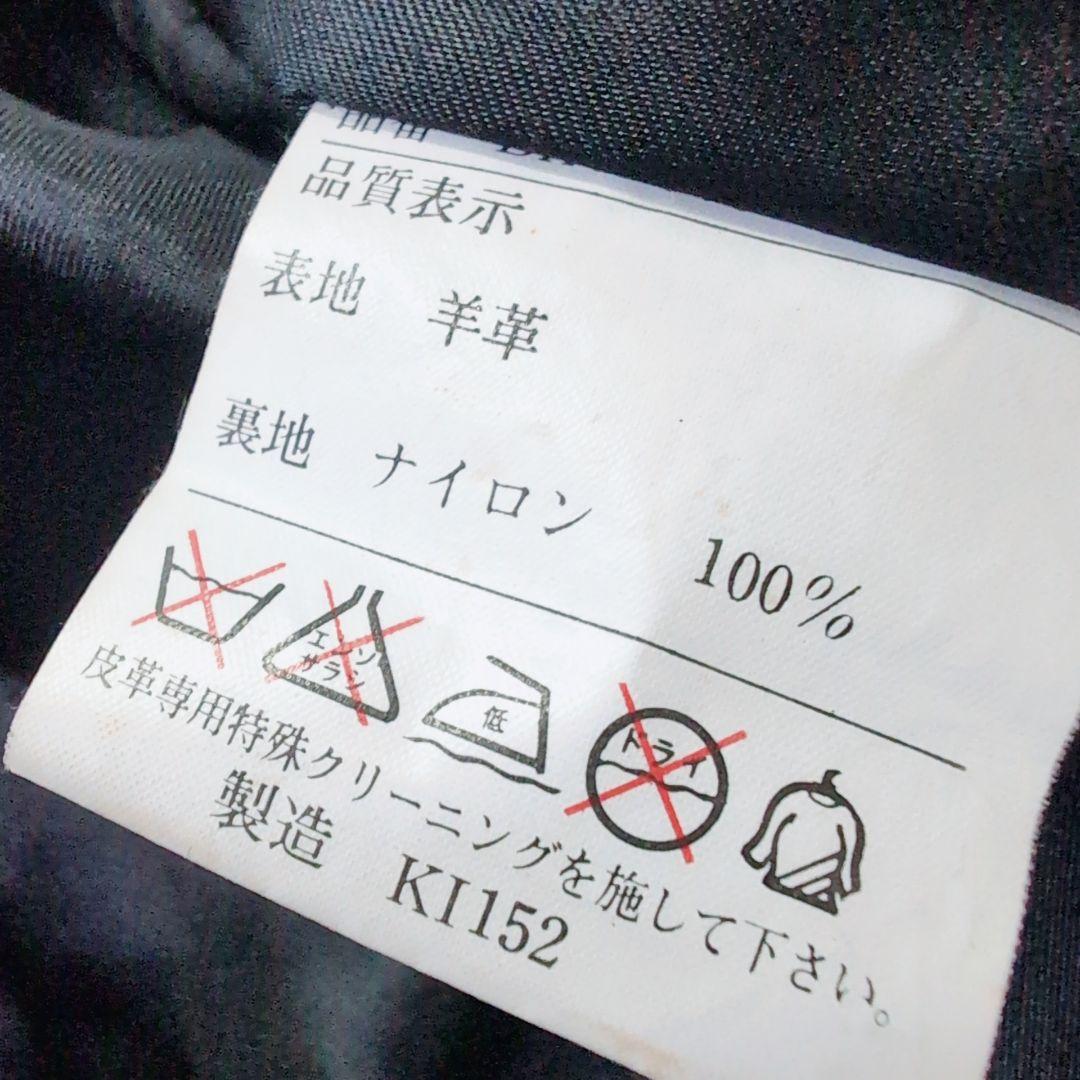 品質表示
表地 羊革
裏地 ナイロン 100%
エンソ
サラシ
低
ドライ
皮革専用特殊クリーニングを施して下さい。
製造 KI152